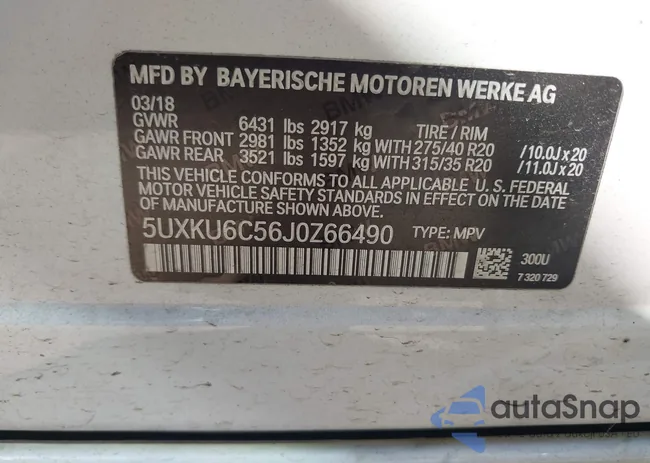 MFD BY BAYERISCHE MOTOREN WERKE AG
03/18
GVWR 6431 lbs 2917 kg TIRE / RIM
GAWR FRONT 2981 lbs 1352 kg WITH 275/40 R20 /10.0J x 20
GAWR REAR 3521 lbs 1597 kg WITH 315/35 R20 /11.0J x 20
THIS VEHICLE CONFORMS TO ALL APPLICABLE U. S. FEDERAL
MOTOR VEHICLE SAFETY STANDARDS IN EFFECT ON THE DATE
OF MANUFACTURE SHOWN ABOVE.
5UXKU6C56J0Z66490 TYPE: MPV
300U
7 320 729
autoSnap
AUTO AUCTIONS